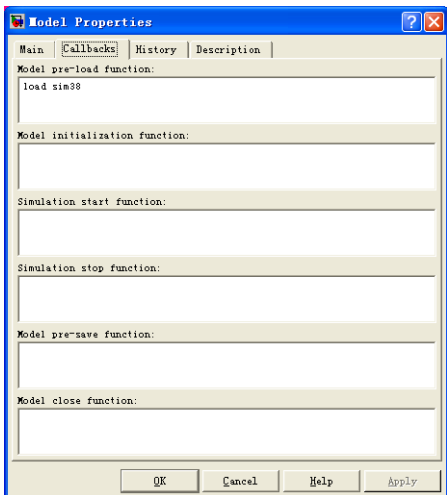 Model Properties
Main Callbacks History Description
Model pre-load function:
load sim38
Model initialization function:
Simulation start function:
Simulation stop function:
Model pre-save function:
Model close function:
OK Cancel Help Apply